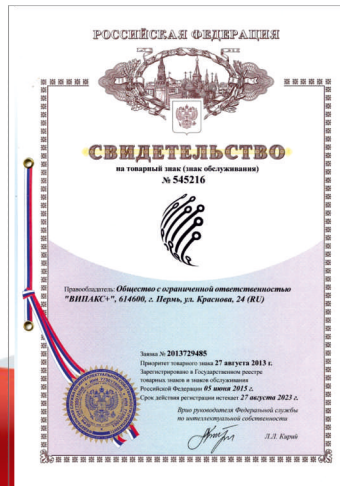 РОССИЙСКАЯ ФЕДЕРАЦИЯ
СВИДЕТЕЛЬСТВО
на товарный знак (знак обслуживания)
№ 545216
Правообладатель: Общество с ограниченной ответственностью
"ВИПАКС+", 614600, г. Пермь, ул. Краснова, 24 (RU)
Заявка № 2013729485
Приоритет товарного знака 27 августа 2013 г.
Зарегистрировано в Государственном реестре
товарных знаков и знаков обслуживания
Российской Федерации 05 июня 2015 г.
Срок действия регистрации истекает 27 августа 2023 г.
Врио руководителя Федеральной службы
по интеллектуальной собственности
Л.Л. Кирий